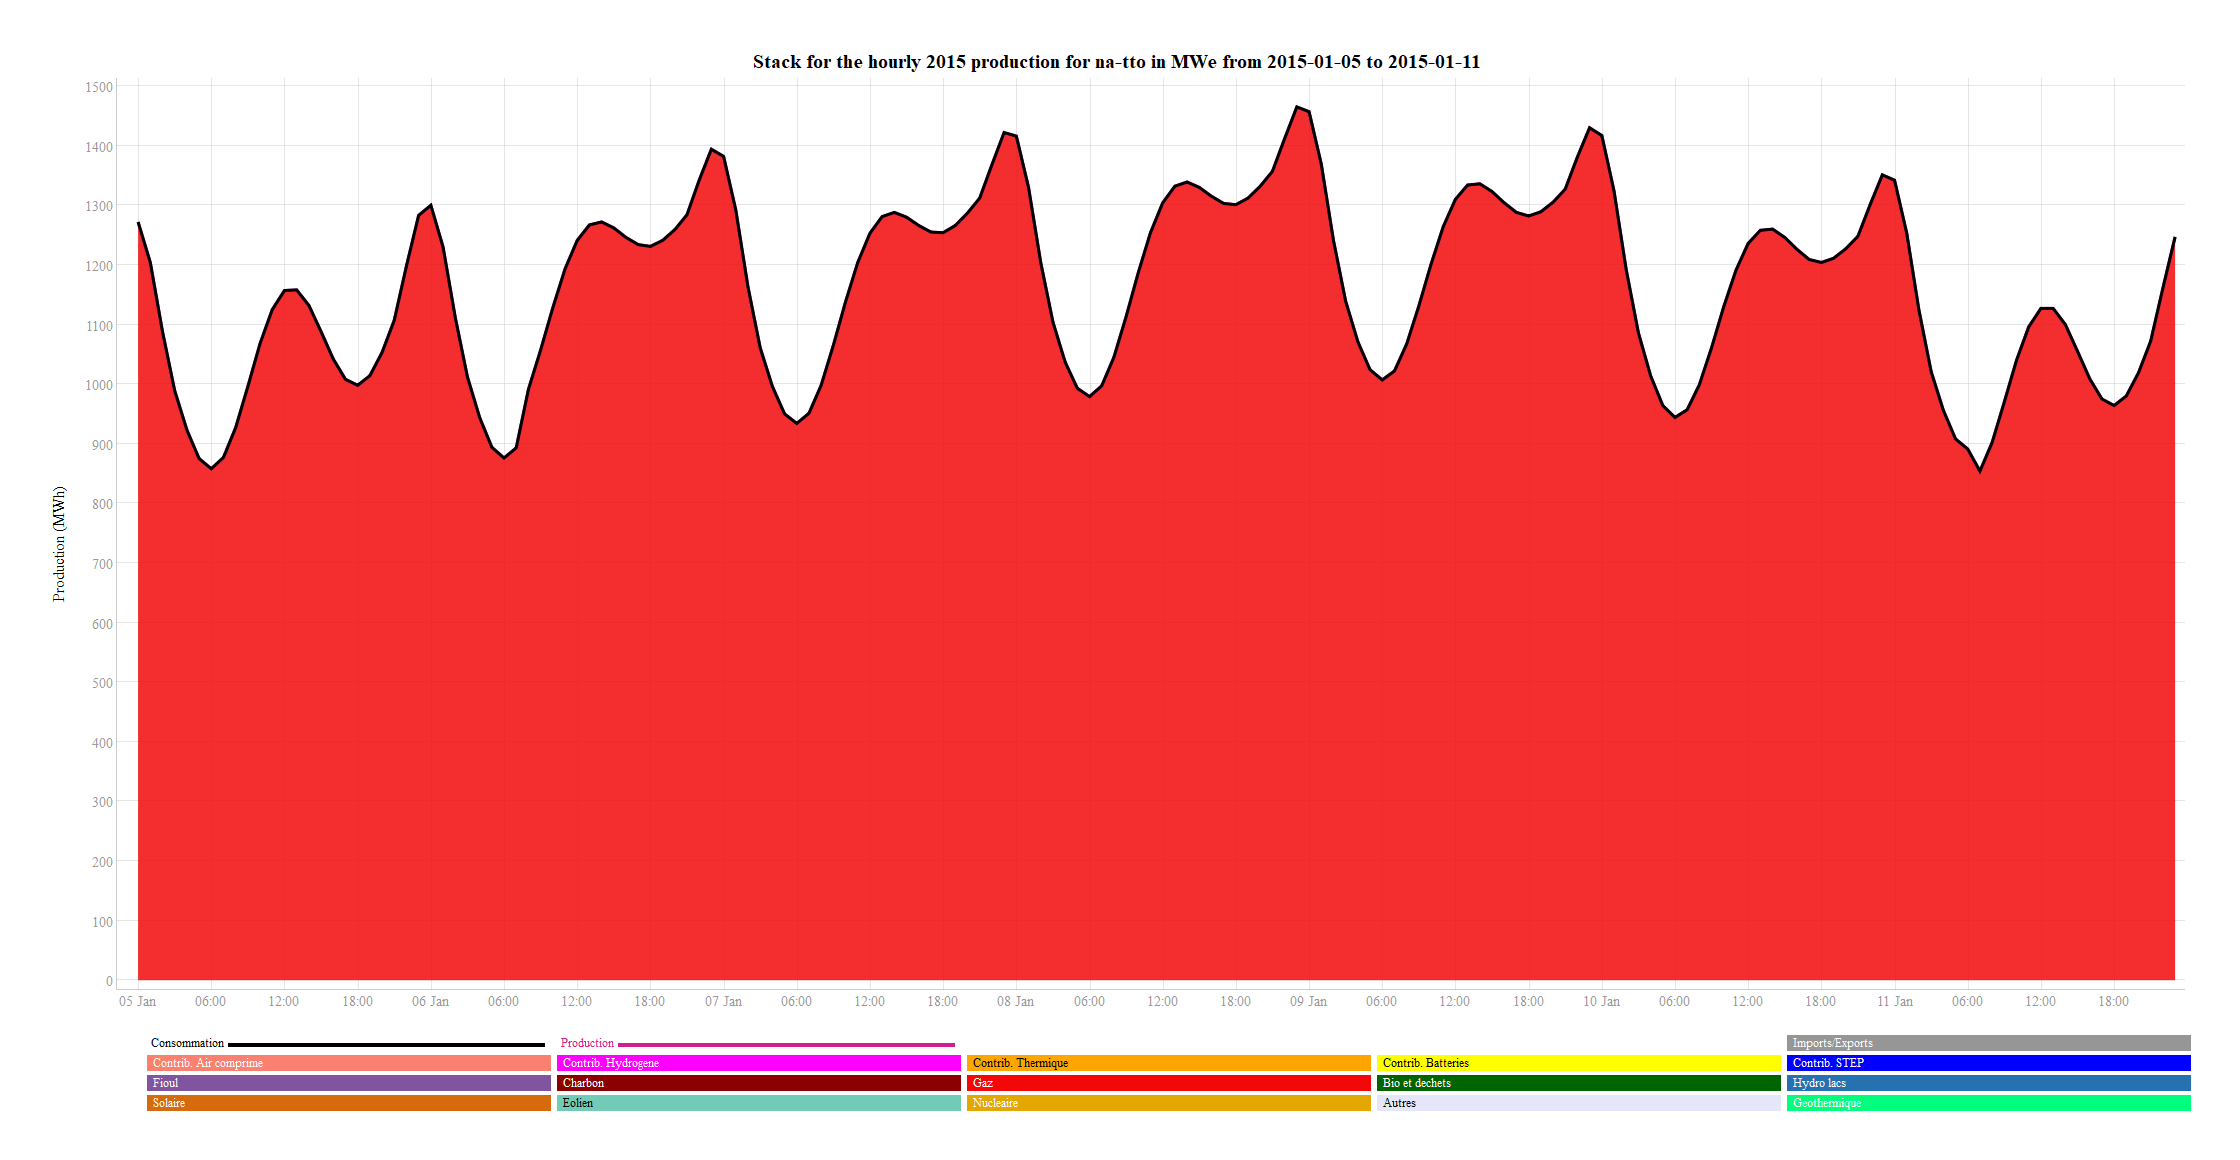 Stack for the hourly 2015 production for na-tto in MWe from 2015-01-05 to 2015-01-11
1500
1400
1300
1200
1100
1000
900
800
700
600
500
400
300
200
100
0
Production (MWh)
05 Jan 06:00 12:00 18:00 06 Jan 06:00 12:00 18:00 07 Jan 06:00 12:00 18:00 08 Jan 06:00 12:00 18:00 09 Jan 06:00 12:00 18:00 10 Jan 06:00 12:00 18:00 11 Jan 06:00 12:00 18:00
Consommation Production Imports/Exports
Contrib. Air comprime Contrib. Hydrogene Contrib. Thermique Contrib. Batteries Contrib. STEP
Fioul Charbon Gaz Bio et dechets Hydro lacs
Solaire Eolien Nucleaire Autres Geothermique